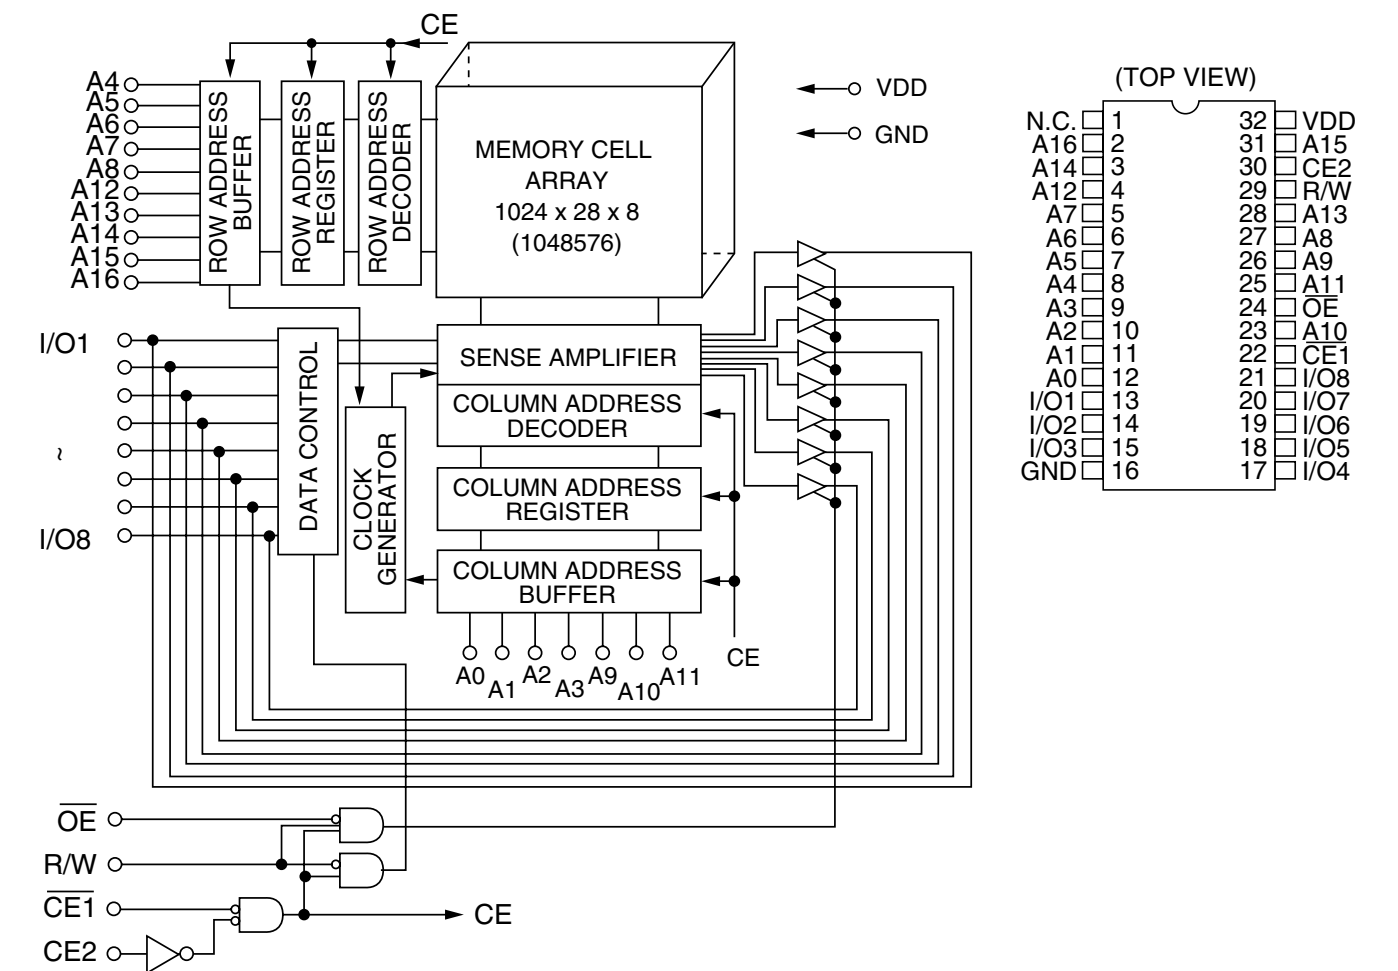 CE
A4
A5
A6
A7
A8
A12
A13
A14
A15
A16
ROW ADDRESS
BUFFER
ROW ADDRESS
REGISTER
ROW ADDRESS
DECODER
MEMORY CELL
ARRAY
1024 x 28 x 8
(1048576)
VDD
GND
I/O1
~
I/O8
DATA CONTROL
CLOCK
GENERATOR
SENSE AMPLIFIER
COLUMN ADDRESS
DECODER
COLUMN ADDRESS
REGISTER
COLUMN ADDRESS
BUFFER
A0
A1
A2
A3
A9
A10
A11
CE
O̅E̅
R/W
C̅E̅1̅
CE2
CE
(TOP VIEW)
N.C. 1 32 VDD
A16 2 31 A15
A14 3 30 CE2
A12 4 29 R/W
A7 5 28 A13
A6 6 27 A8
A5 7 26 A9
A4 8 25 A11
A3 9 24 O̅E̅
A2 10 23 A10
A1 11 22 C̅E̅1̅
A0 12 21 I/O8
I/O1 13 20 I/O7
I/O2 14 19 I/O6
I/O3 15 18 I/O5
GND 16 17 I/O4